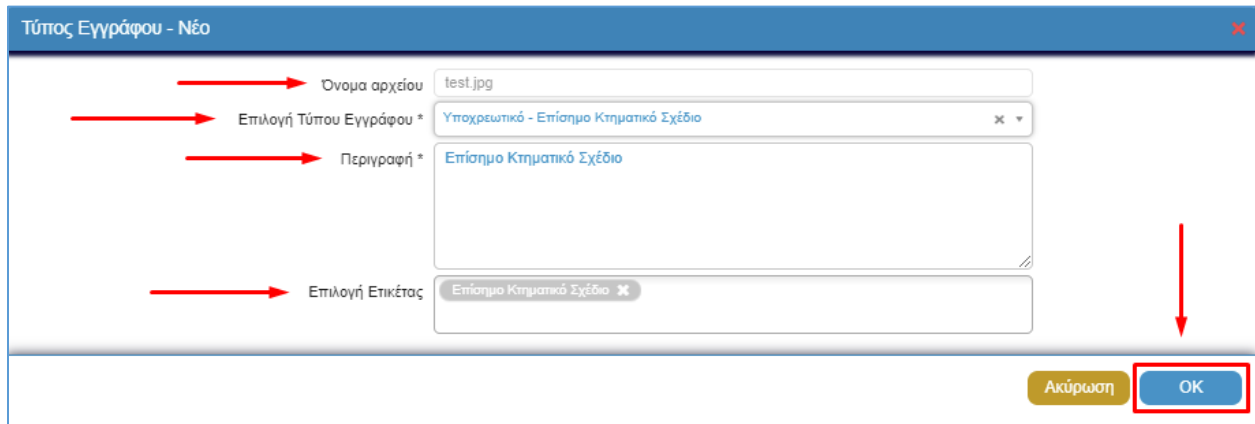 Τύπος Εγγράφου - Νέο
Όνομα αρχείου test.jpg
Επιλογή Τύπου Εγγράφου * Υποχρεωτικό - Επίσημο Κτηματικό Σχέδιο
Περιγραφή * Επίσημο Κτηματικό Σχέδιο
Επιλογή Ετικέτας Επίσημο Κτηματικό Σχέδιο
Ακύρωση OK